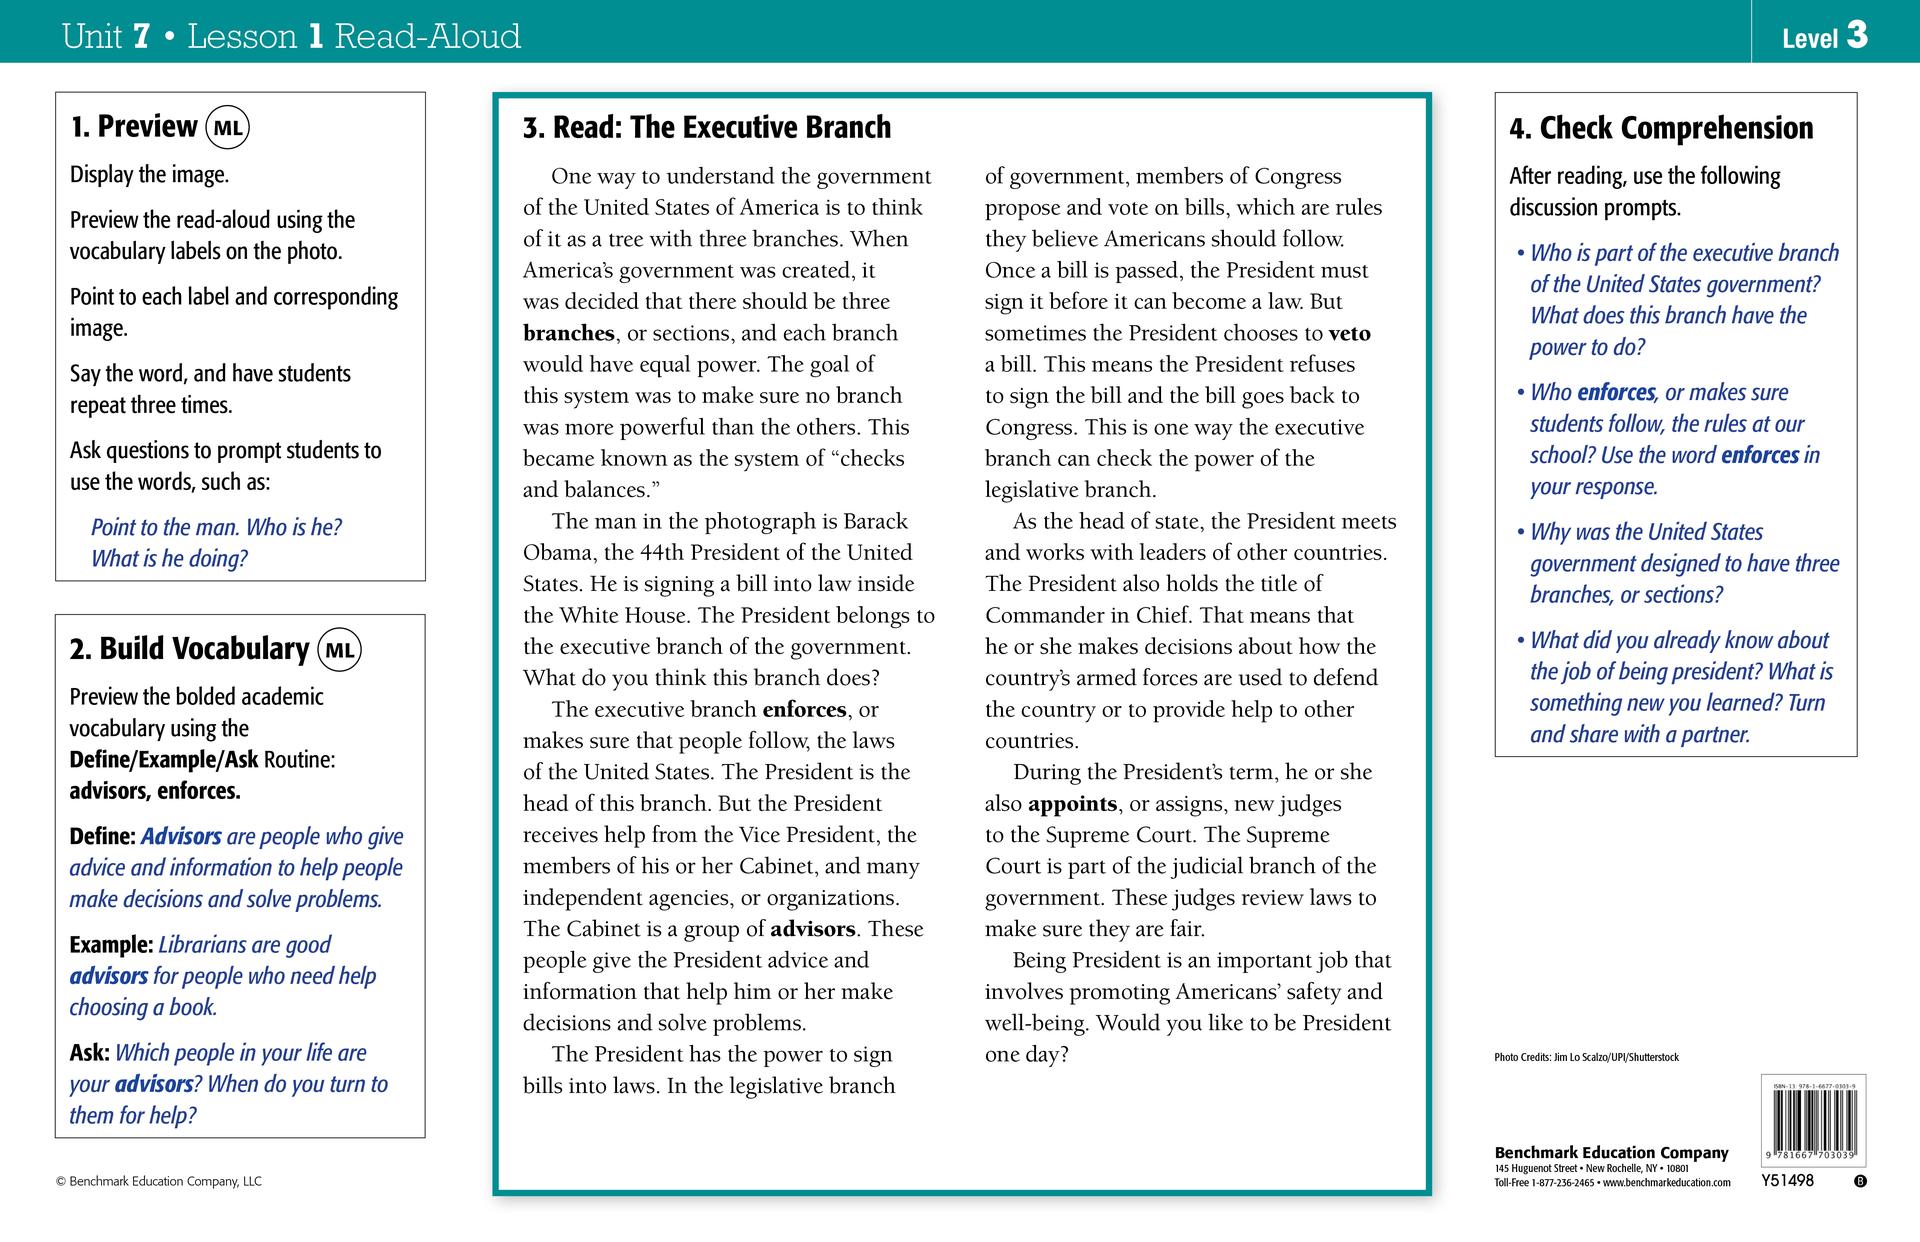 Unit 7 • Lesson 1 Read-Aloud
Level 3
1. Preview ML
Display the image.
Preview the read-aloud using the
vocabulary labels on the photo.
Point to each label and corresponding
image.
Say the word, and have students
repeat three times.
Ask questions to prompt students to
use the words, such as:
Point to the man. Who is he?
What is he doing?
2. Build Vocabulary ML
Preview the bolded academic
vocabulary using the
Define/Example/Ask Routine:
advisors, enforces.
Define: Advisors are people who give
advice and information to help people
make decisions and solve problems.
Example: Librarians are good
advisors for people who need help
choosing a book.
Ask: Which people in your life are
your advisors? When do you turn to
them for help?
© Benchmark Education Company, LLC
3. Read: The Executive Branch
One way to understand the government
of the United States of America is to think
of it as a tree with three branches. When
America’s government was created, it
was decided that there should be three
branches, or sections, and each branch
would have equal power. The goal of
this system was to make sure no branch
was more powerful than the others. This
became known as the system of “checks
and balances.”
The man in the photograph is Barack
Obama, the 44th President of the United
States. He is signing a bill into law inside
the White House. The President belongs to
the executive branch of the government.
What do you think this branch does?
The executive branch enforces, or
makes sure that people follow, the laws
of the United States. The President is the
head of this branch. But the President
receives help from the Vice President, the
members of his or her Cabinet, and many
independent agencies, or organizations.
The Cabinet is a group of advisors. These
people give the President advice and
information that help him or her make
decisions and solve problems.
The President has the power to sign
bills into laws. In the legislative branch
of government, members of Congress
propose and vote on bills, which are rules
they believe Americans should follow.
Once a bill is passed, the President must
sign it before it can become a law. But
sometimes the President chooses to veto
a bill. This means the President refuses
to sign the bill and the bill goes back to
Congress. This is one way the executive
branch can check the power of the
legislative branch.
As the head of state, the President meets
and works with leaders of other countries.
The President also holds the title of
Commander in Chief. That means that
he or she makes decisions about how the
country’s armed forces are used to defend
the country or to provide help to other
countries.
During the President’s term, he or she
also appoints, or assigns, new judges
to the Supreme Court. The Supreme
Court is part of the judicial branch of the
government. These judges review laws to
make sure they are fair.
Being President is an important job that
involves promoting Americans’ safety and
well-being. Would you like to be President
one day?
4. Check Comprehension
After reading, use the following
discussion prompts.
• Who is part of the executive branch
of the United States government?
What does this branch have the
power to do?
• Who enforces, or makes sure
students follow, the rules at our
school? Use the word enforces in
your response.
• Why was the United States
government designed to have three
branches, or sections?
• What did you already know about
the job of being president? What is
something new you learned? Turn
and share with a partner.
Photo Credits: Jim Lo Scalzo/UPI/Shutterstock
Benchmark Education Company
145 Huguenot Street • New Rochelle, NY • 10801
Toll-Free 1-877-236-2465 • www.benchmarkeducation.com
ISBN-13 978-1-6677-0303-9
9 781667 703039
Y51498
B